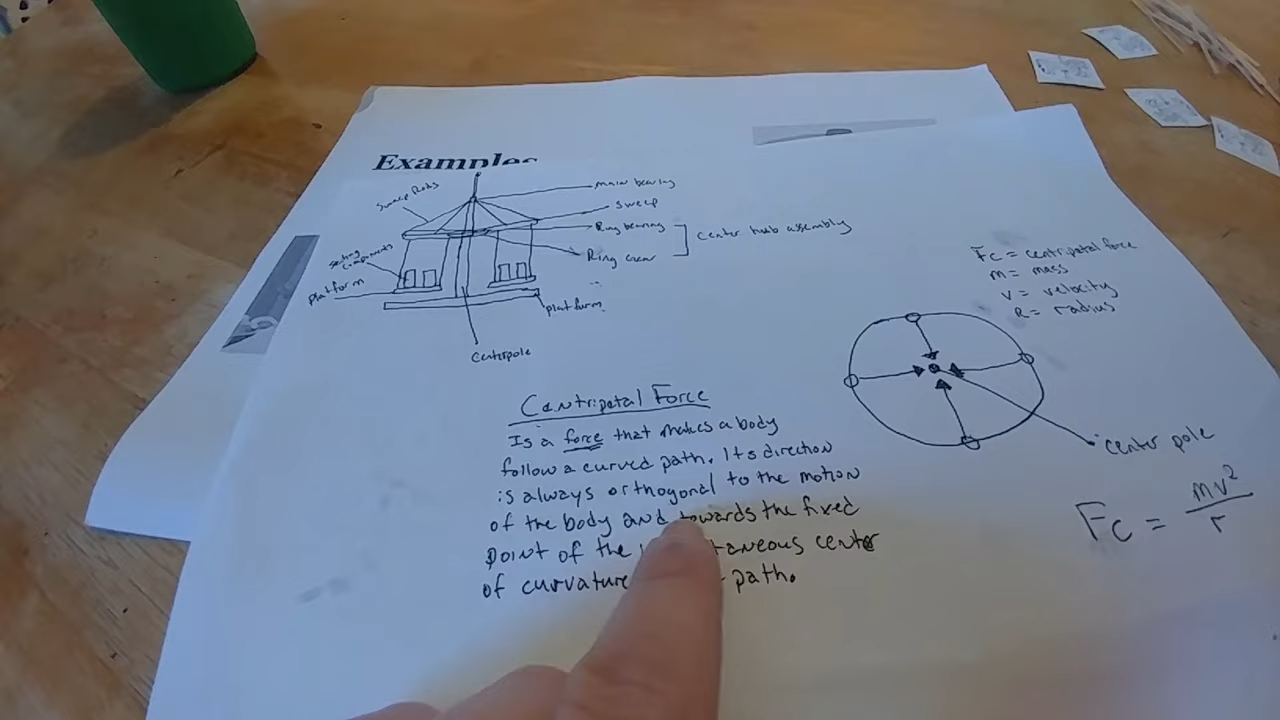 Examples
Sweep Rods
main bearing
sweep
Ring bearing
center hub assembly
Ring Gear
seating
components
platform
platform
Centerpole
Fc = centripetal force
m = mass
v = velocity
R = radius
center pole
Fc = mv²/r
Centripetal Force
Is a force that makes a body
follow a curved path. Its direction
is always orthogonal to the motion
of the body and towards the fixed
point of the taneous center
of curvature path.